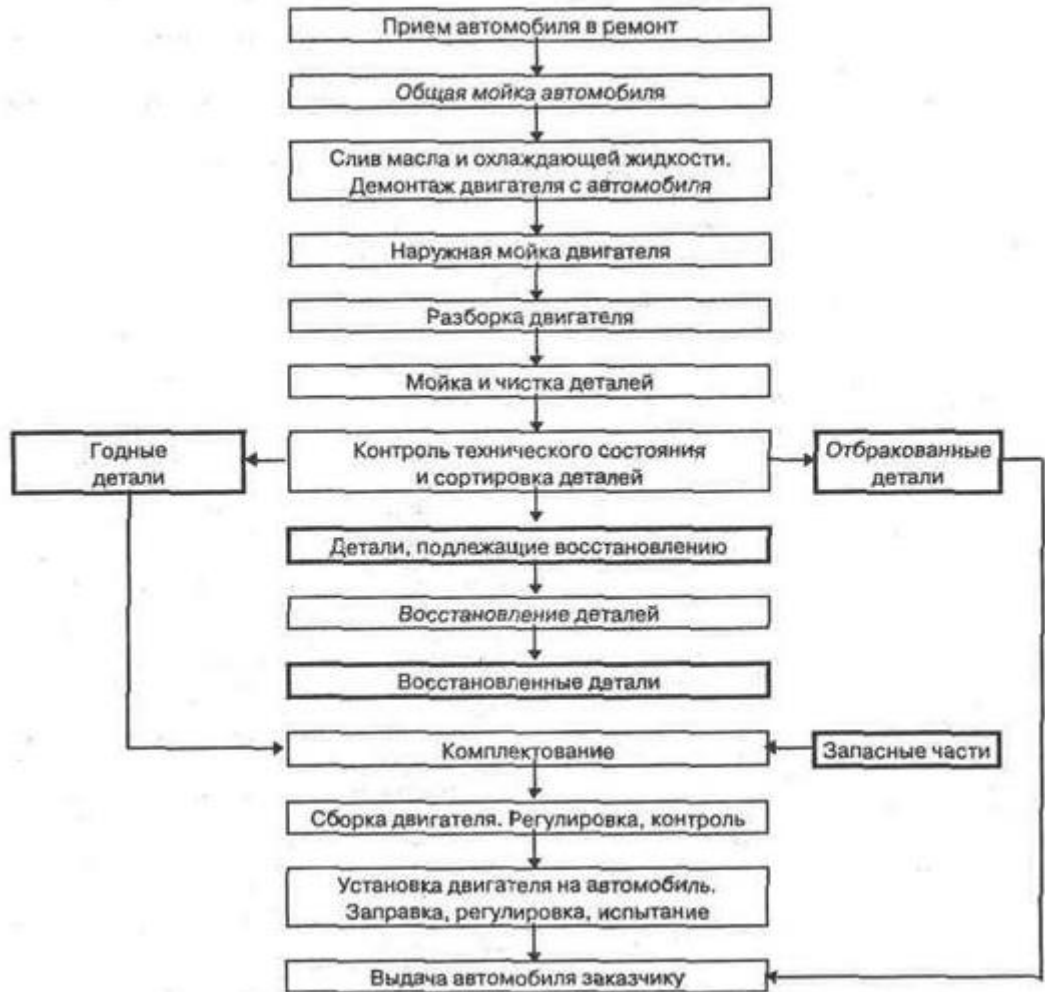 Прием автомобиля в ремонт
Общая мойка автомобиля
Слив масла и охлаждающей жидкости.
Демонтаж двигателя с автомобиля
Наружная мойка двигателя
Разборка двигателя
Мойка и чистка деталей
Годные
детали
Контроль технического состояния
и сортировка деталей
Отбракованные
детали
Детали, подлежащие восстановлению
Восстановление деталей
Восстановленные детали
Комплектование
Запасные части
Сборка двигателя. Регулировка, контроль
Установка двигателя на автомобиль.
Заправка, регулировка, испытание
Выдача автомобиля заказчику